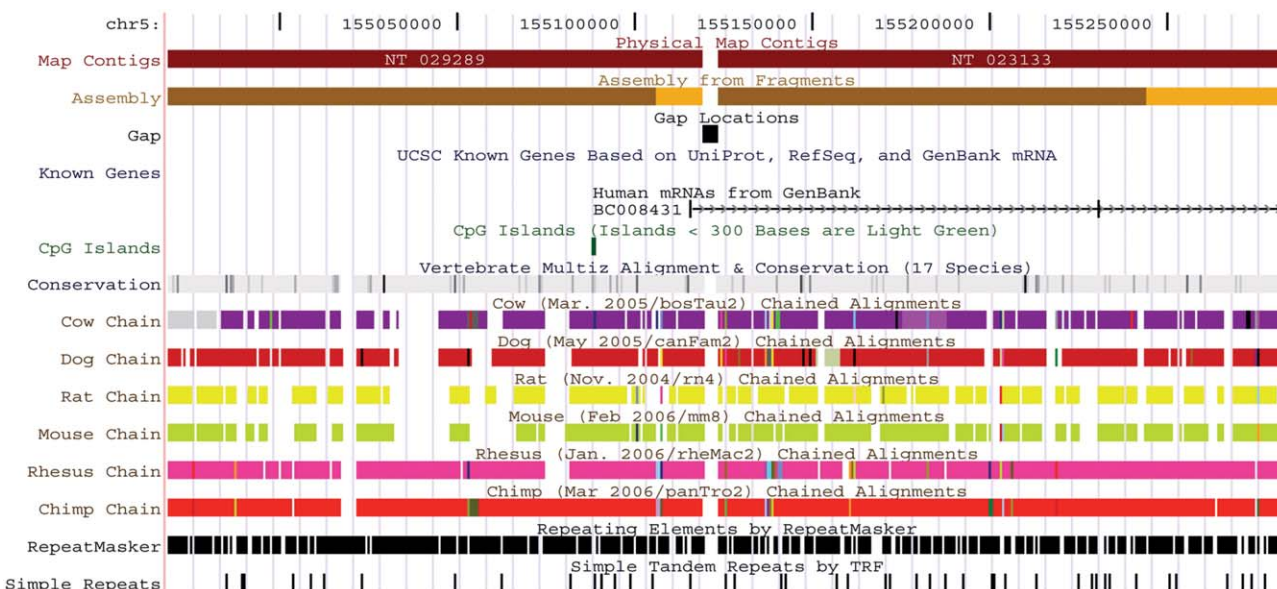 chr5: 155050000 155100000 155150000 155200000 155250000
Physical Map Contigs
Map Contigs NT 029289 NT 023133
Assembly from Fragments
Assembly
Gap Locations
Gap
UCSC Known Genes Based on UniProt, RefSeq, and GenBank mRNA
Known Genes
Human mRNAs from GenBank
BC008431
CpG Islands (Islands < 300 Bases are Light Green)
CpG Islands
Vertebrate Multiz Alignment & Conservation (17 Species)
Conservation
Cow (Mar. 2005/bosTau2) Chained Alignments
Cow Chain
Dog (May 2005/canFam2) Chained Alignments
Dog Chain
Rat (Nov. 2004/rn4) Chained Alignments
Rat Chain
Mouse (Feb 2006/mm8) Chained Alignments
Mouse Chain
Rhesus (Jan. 2006/rheMac2) Chained Alignments
Rhesus Chain
Chimp (Mar 2006/panTro2) Chained Alignments
Chimp Chain
Repeating Elements by RepeatMasker
RepeatMasker
Simple Tandem Repeats by TRF
Simple Repeats